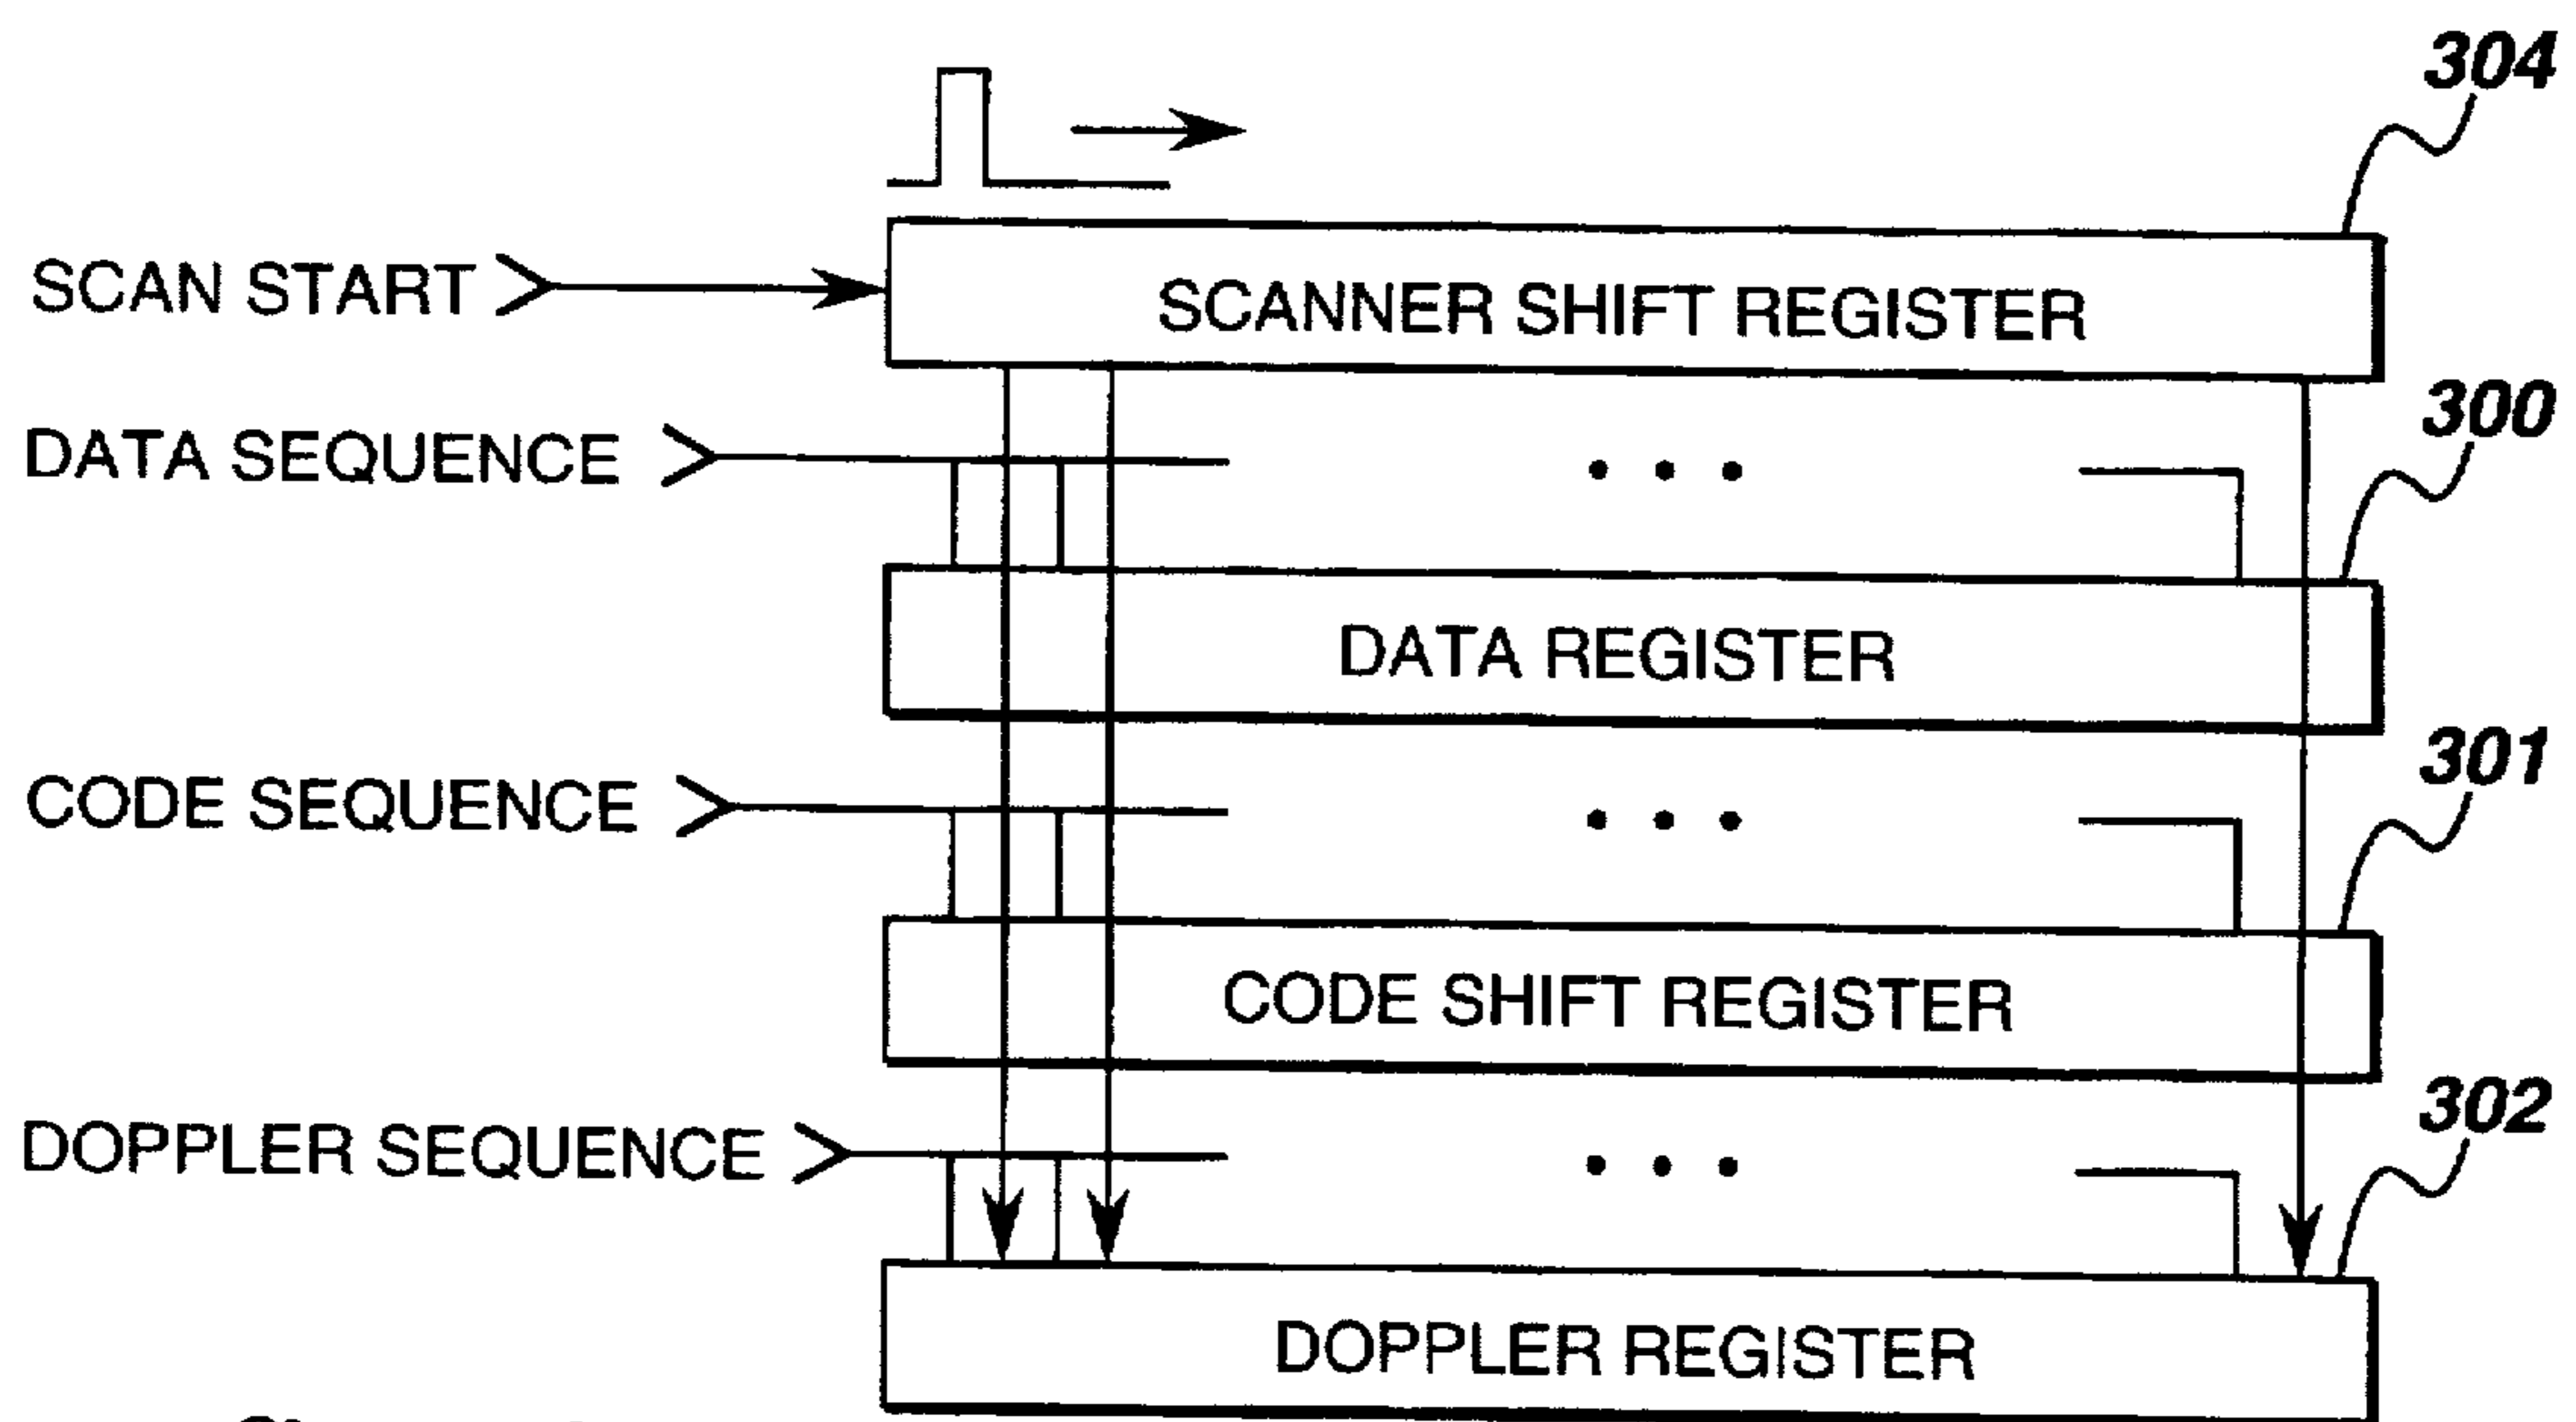 304
SCAN START
SCANNER SHIFT REGISTER
300
DATA SEQUENCE
DATA REGISTER
301
CODE SEQUENCE
CODE SHIFT REGISTER
302
DOPPLER SEQUENCE
DOPPLER REGISTER